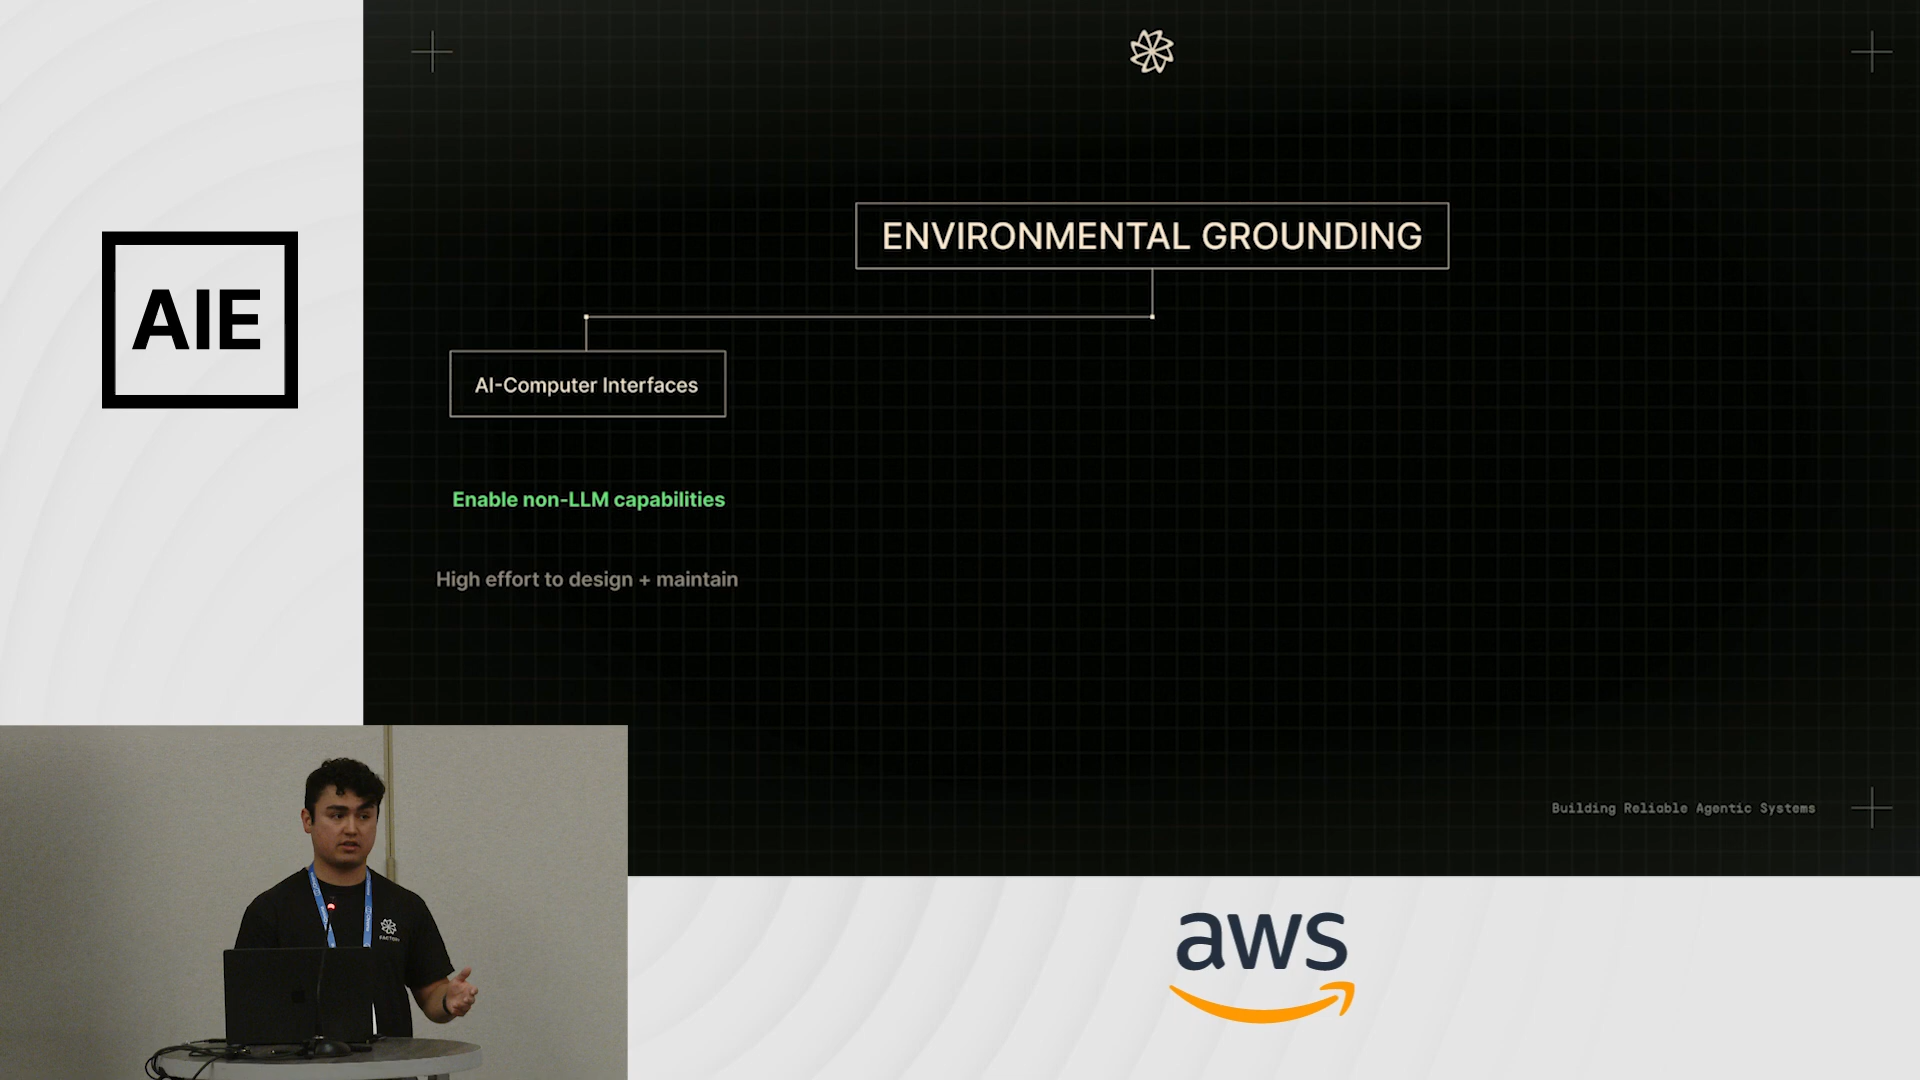 AIE
ENVIRONMENTAL GROUNDING
AI-Computer Interfaces
Enable non-LLM capabilities
High effort to design + maintain
Building Reliable Agentic Systems
FACTORY
aws